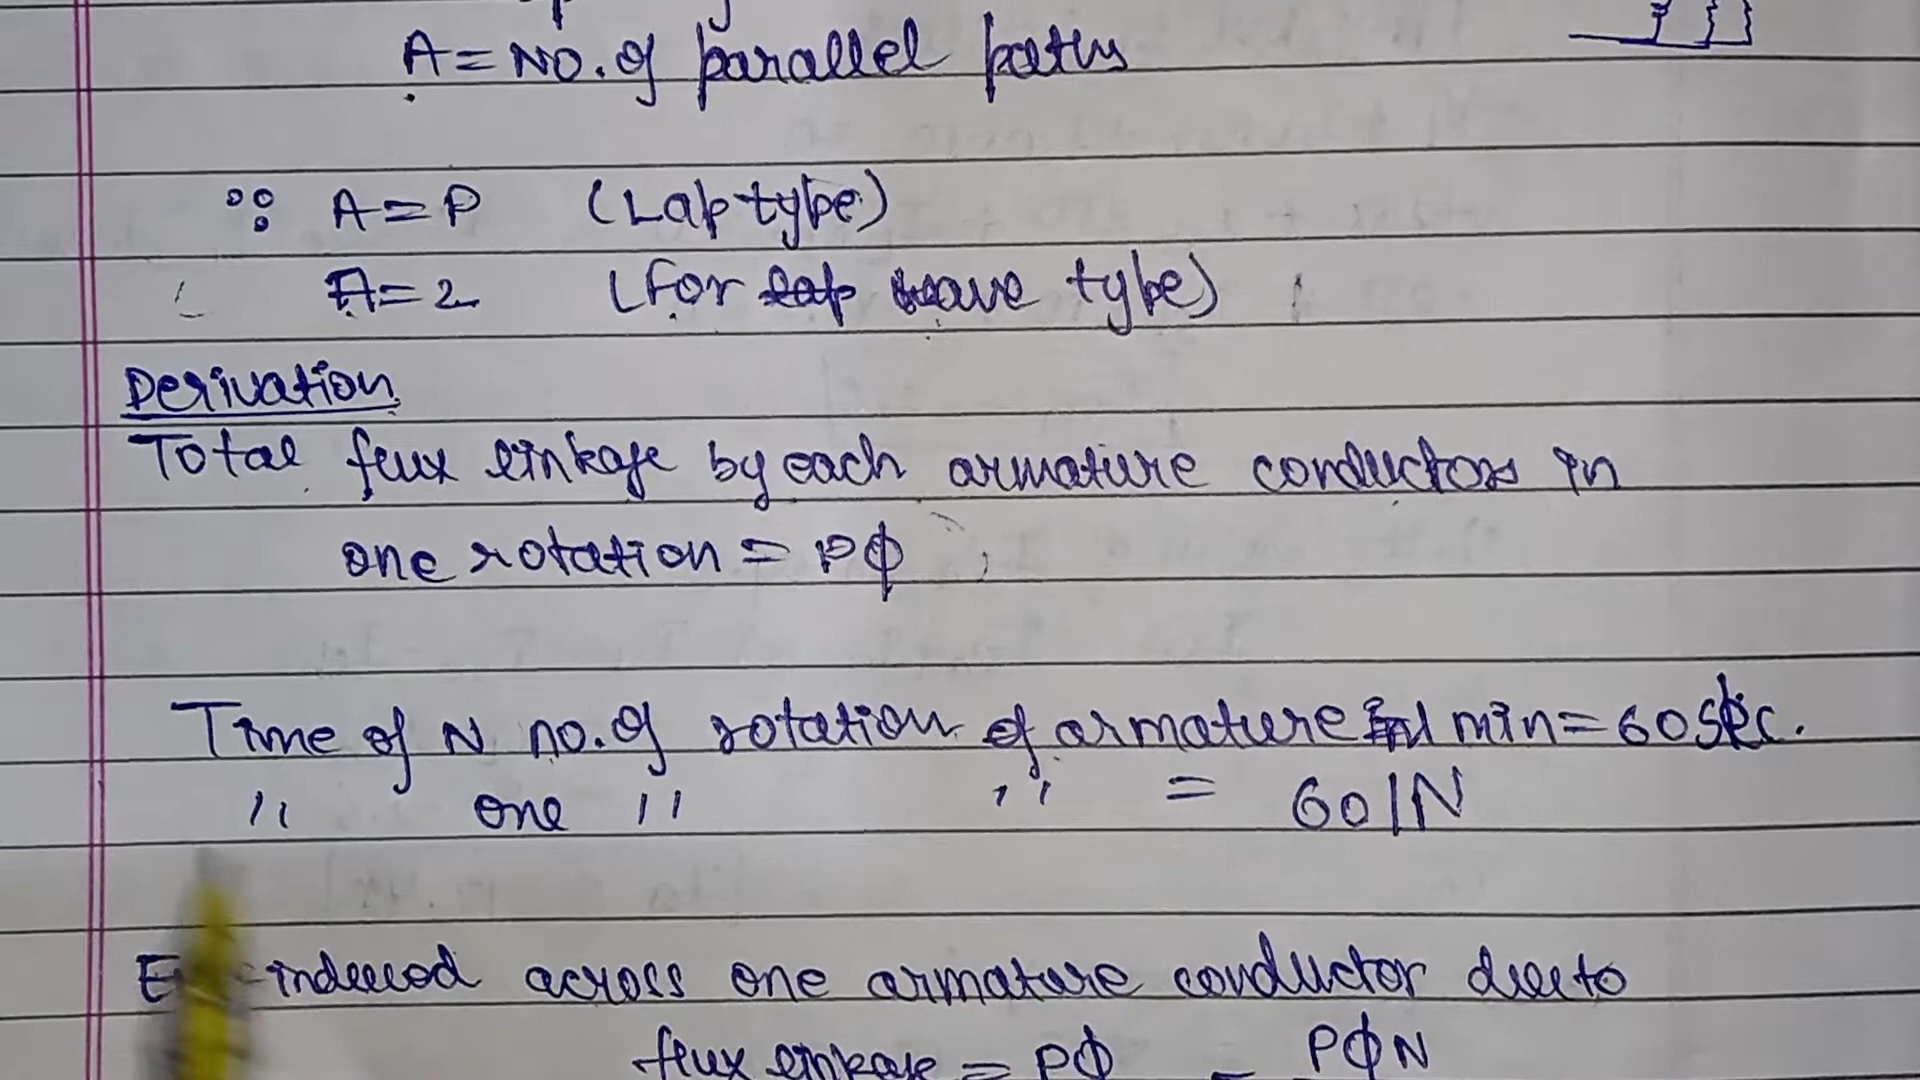 A = No. of parallel paths
∵ A = P (Lap type)
A = 2 (For wave type)
Derivation
Total flux linkage by each armature conductors in
one rotation = PΦ
Time of N no. of rotation of armature in 1 min = 60 sec.
" one " " = 60/N
induced across one armature conductor due to
flux linkage = PΦ = PΦN